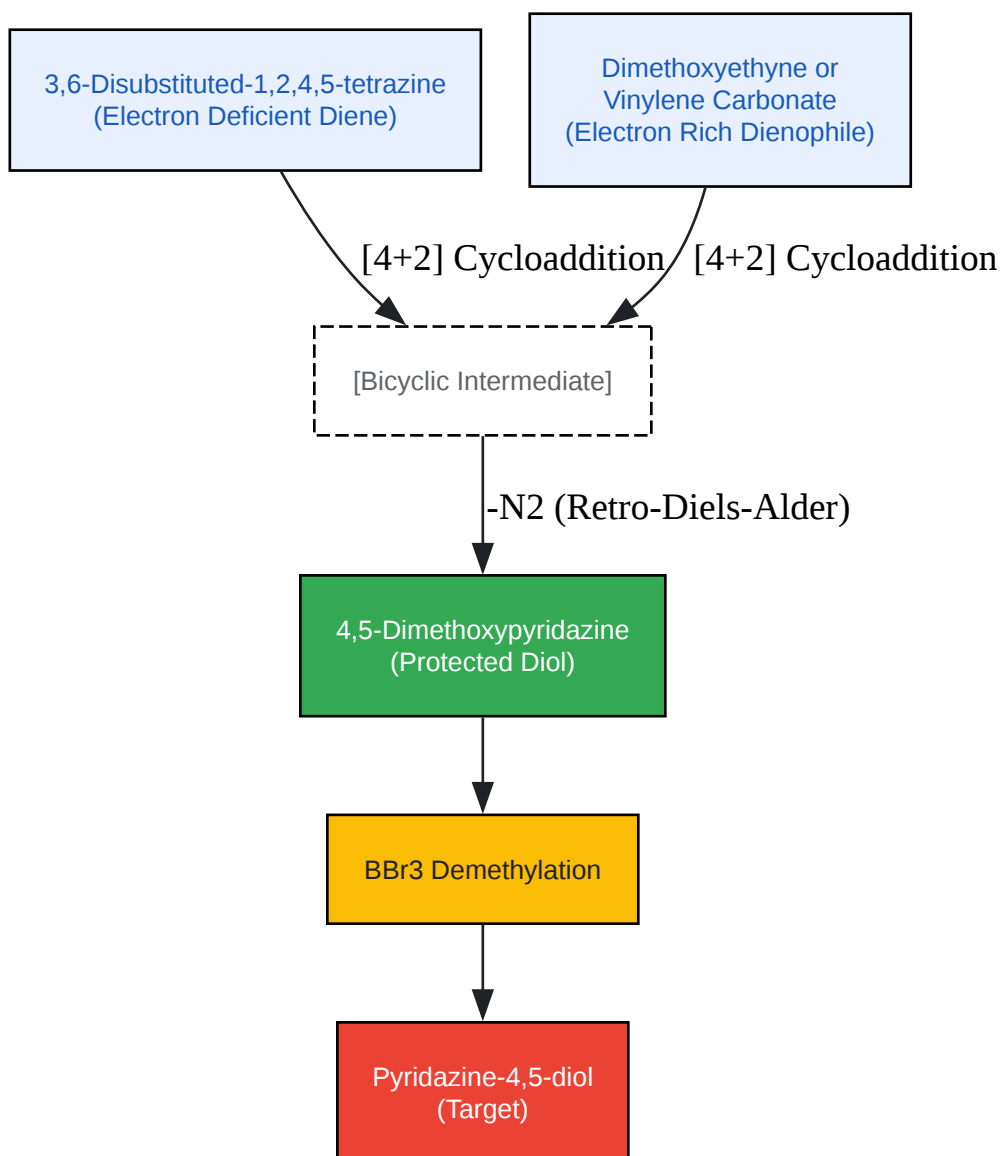 3,6-Disubstituted-1,2,4,5-tetrazine
(Electron Deficient Diene)
Dimethoxyethyne or
Vinylene Carbonate
(Electron Rich Dienophile)
[4+2] Cycloaddition
[4+2] Cycloaddition
[Bicyclic Intermediate]
-N2 (Retro-Diels-Alder)
4,5-Dimethoxypyridazine
(Protected Diol)
BBr3 Demethylation
Pyridazine-4,5-diol
(Target)